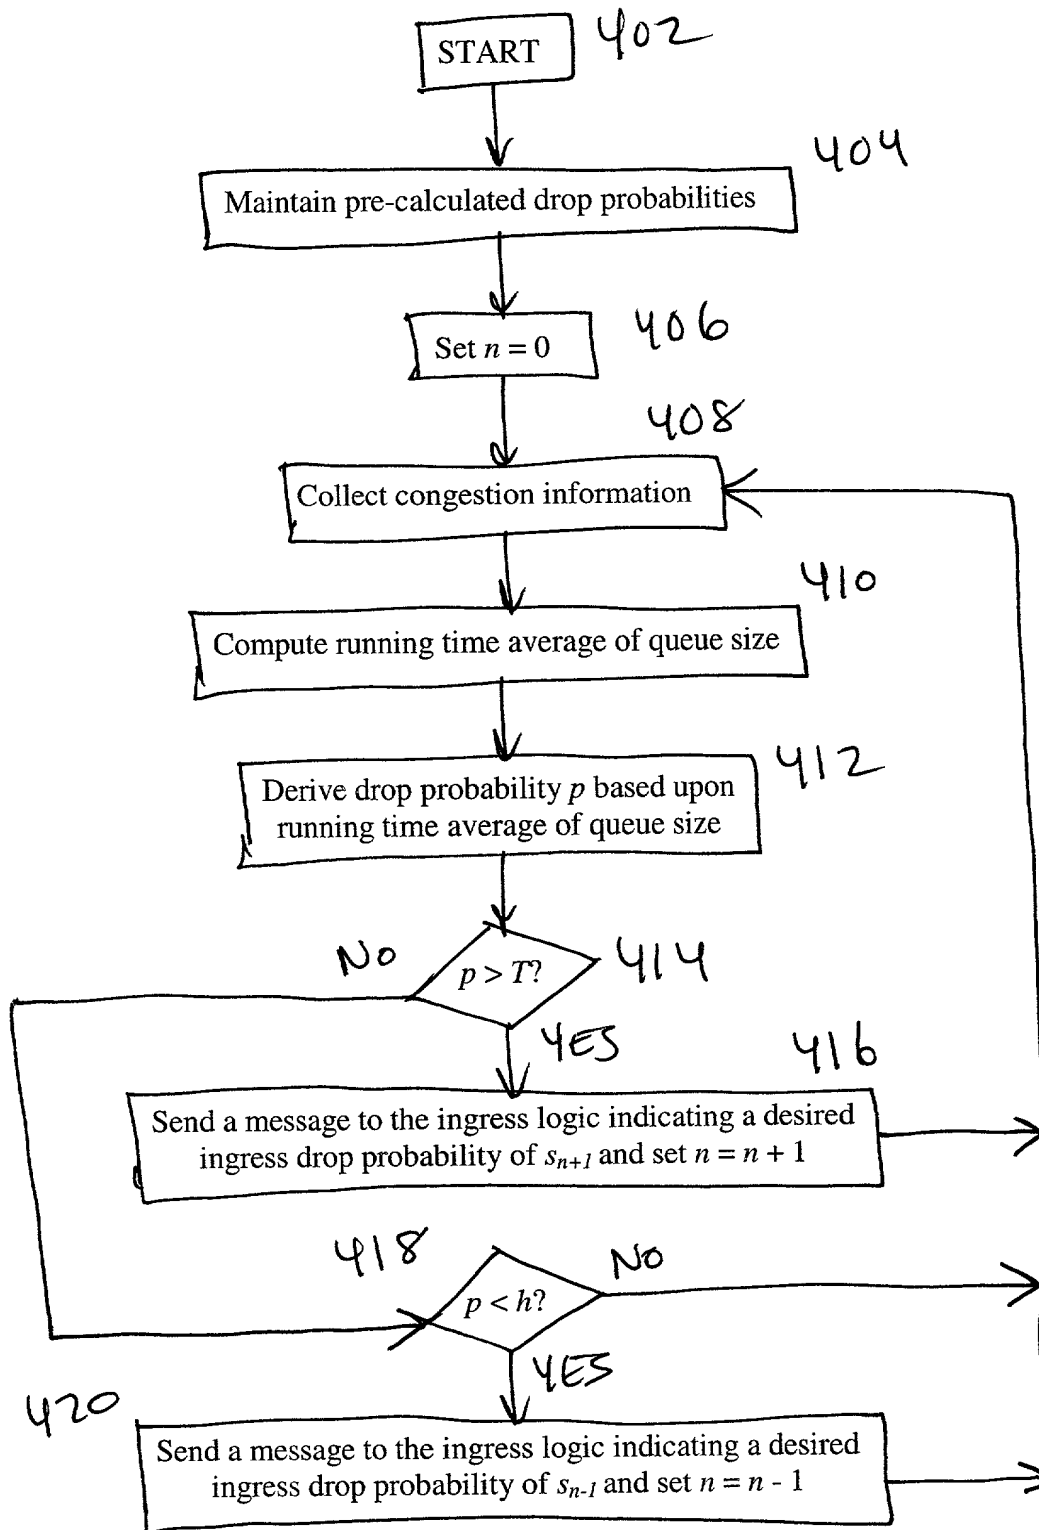 START
402
404
Maintain pre-calculated drop probabilities
406
Set n = 0
408
Collect congestion information
410
Compute running time average of queue size
412
Derive drop probability p based upon
running time average of queue size
No
p > T?
414
YES
416
Send a message to the ingress logic indicating a desired
ingress drop probability of sn+1 and set n = n + 1
418
p < h?
No
YES
420
Send a message to the ingress logic indicating a desired
ingress drop probability of sn-1 and set n = n - 1